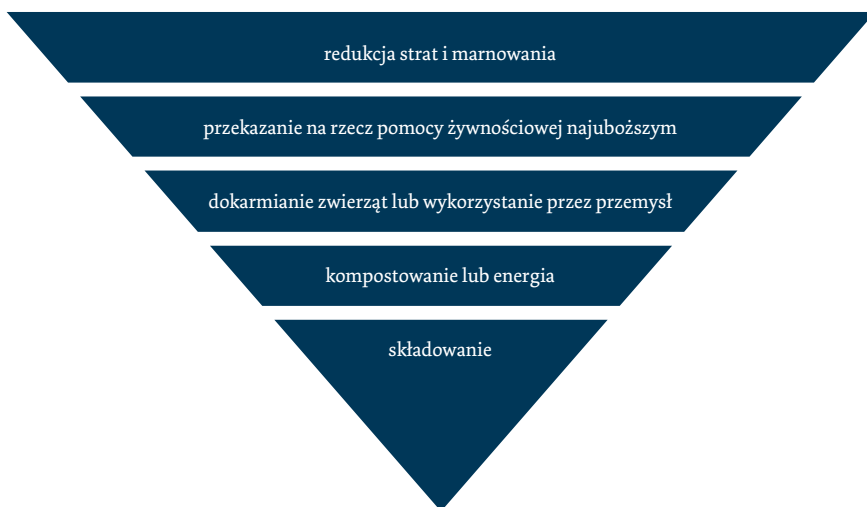 redukcja strat i marnowania
przekazanie na rzecz pomocy żywnościowej najuboższym
dokarmianie zwierząt lub wykorzystanie przez przemysł
kompostowanie lub energia
składowanie